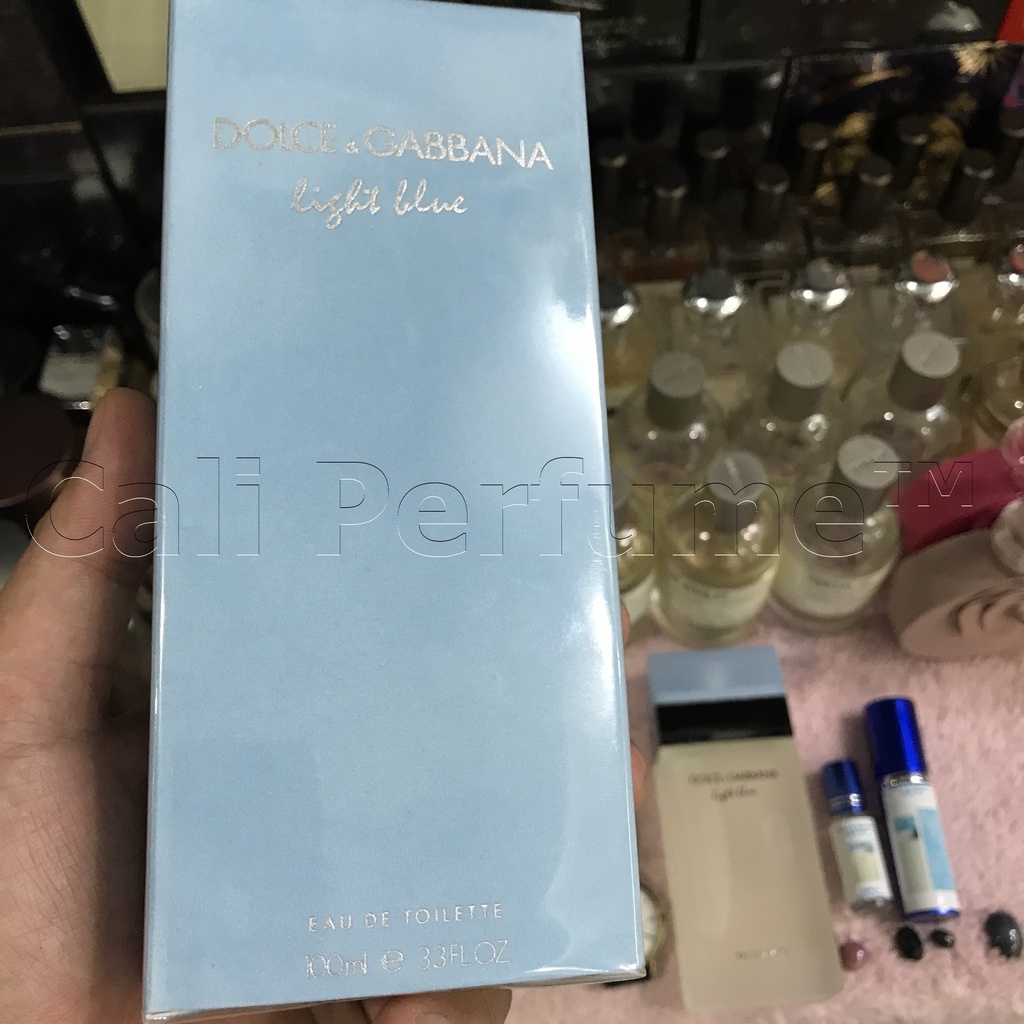 DOLCE & GABBANA
light blue
Cali Perfume™
DOLCE & GABBANA
light blue
EAU DE TOILETTE
100ml e 3.3FL.OZ